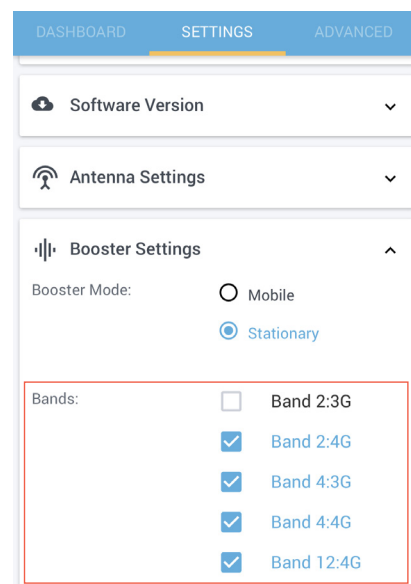 DASHBOARD SETTINGS ADVANCED
Software Version
Antenna Settings
Booster Settings
Booster Mode: Mobile
Stationary
Bands: Band 2:3G
Band 2:4G
Band 4:3G
Band 4:4G
Band 12:4G